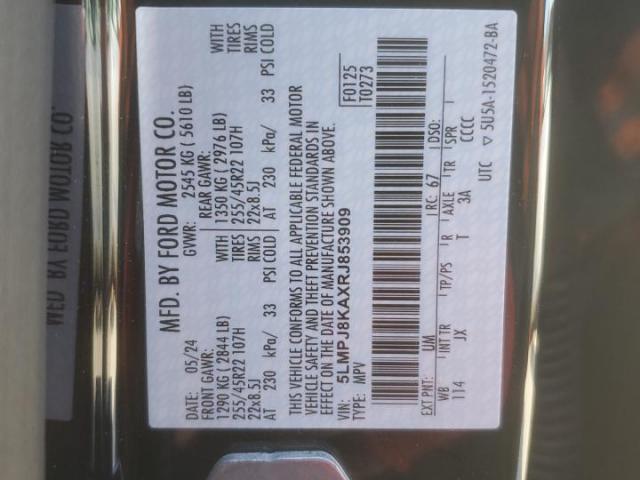 MFD. BY FORD MOTOR CO.
05/24 GVWR: 2545 KG ( 5610 LB)
FRONT GAWR: REAR GAWR:
1290 KG ( 2844 LB) WITH 1350 KG ( 2976 LB) WITH
255/45R22 107H TIRES 255/45R22 107H TIRES
22x8.5J RIMS 22x8.5J RIMS
AT 230 kPa/ 33 PSI COLD AT 230 kPa/ 33 PSI COLD
THIS VEHICLE CONFORMS TO ALL APPLICABLE FEDERAL MOTOR
VEHICLE SAFETY AND THEFT PREVENTION STANDARDS IN
EFFECT ON THE DATE OF MANUFACTURE SHOWN ABOVE.
VIN: 5LMPJ8KAXRJ853909 F0125
TYPE: MPV T0273
EXT PNT: UM RC: 67 DSO:
WB INT TR TP/PS R AXLE TR SPR
114 JX T 3A CCCC
UTC ▽ 5U5A-1520472-BA
MFD. BY FORD MOTOR CO.